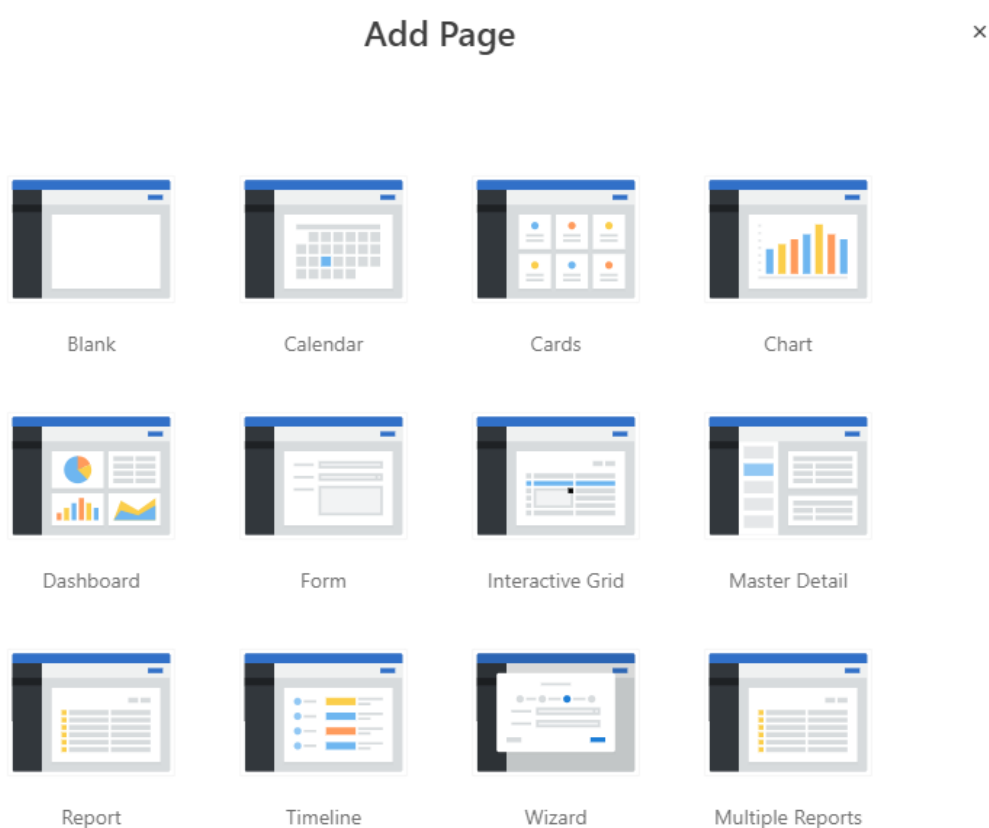 Add Page
×
Blank
Calendar
Cards
Chart
Dashboard
Form
Interactive Grid
Master Detail
Report
Timeline
Wizard
Multiple Reports